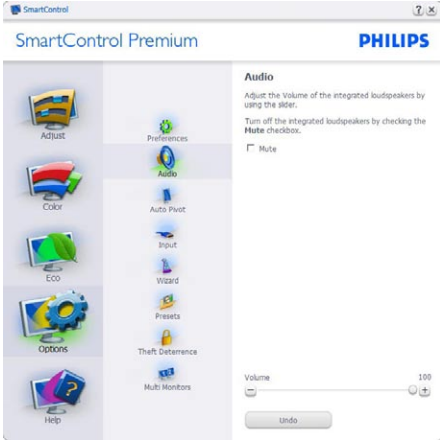 SmartControl
SmartControl Premium
PHILIPS
Adjust
Color
Eco
Options
Help
Preferences
Audio
Auto Pivot
Input
Wizard
Presets
Theft Deterrence
Multi Monitors
Audio
Adjust the Volume of the integrated loudspeakers by
using the slider.
Turn off the integrated loudspeakers by checking the
Mute checkbox.
Mute
Volume 100
Undo